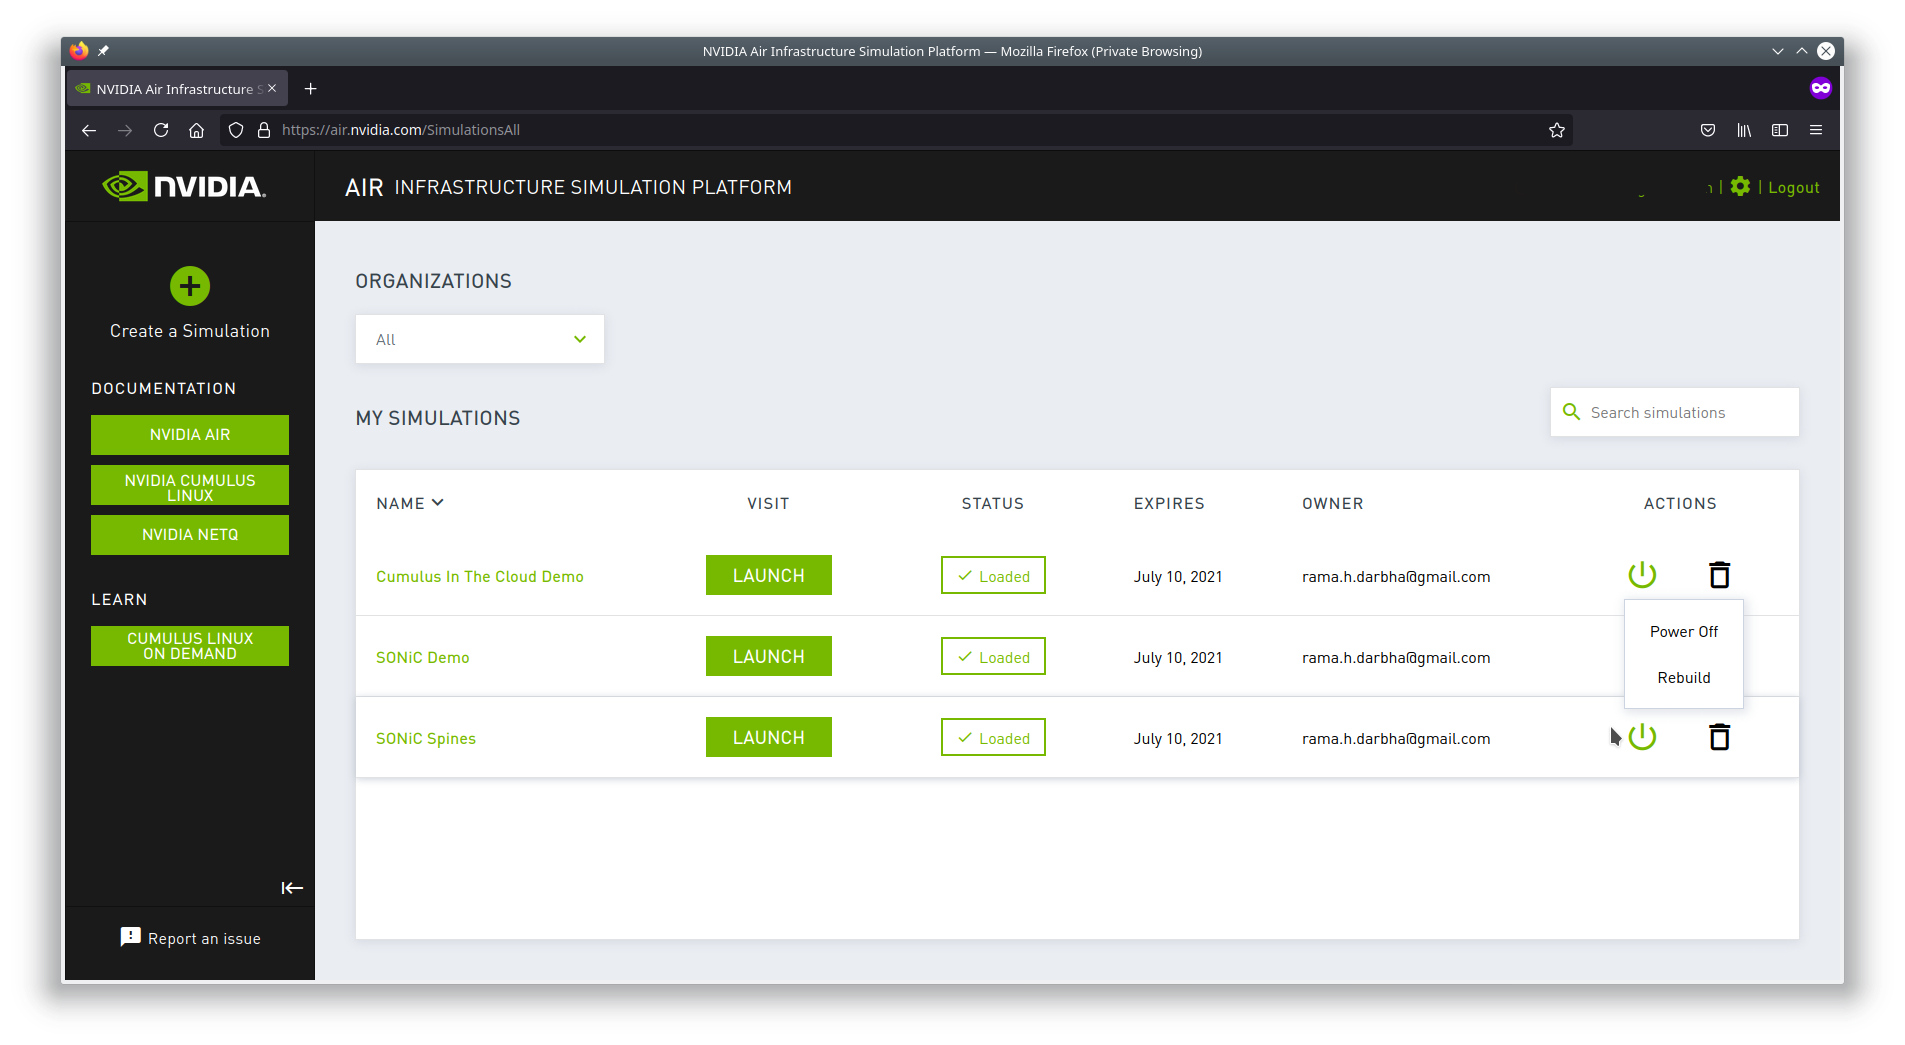 NVIDIA Air Infrastructure Simulation Platform — Mozilla Firefox (Private Browsing)
NVIDIA Air Infrastructure S
https://air.nvidia.com/SimulationsAll
NVIDIA.
AIR INFRASTRUCTURE SIMULATION PLATFORM
| | Logout
Create a Simulation
DOCUMENTATION
NVIDIA AIR
NVIDIA CUMULUS
LINUX
NVIDIA NETQ
LEARN
CUMULUS LINUX
ON DEMAND
Report an issue
ORGANIZATIONS
All
MY SIMULATIONS
Search simulations
NAME VISIT STATUS EXPIRES OWNER ACTIONS
Cumulus In The Cloud Demo LAUNCH Loaded July 10, 2021 rama.h.darbha@gmail.com
SONiC Demo LAUNCH Loaded July 10, 2021 rama.h.darbha@gmail.com
SONiC Spines LAUNCH Loaded July 10, 2021 rama.h.darbha@gmail.com
Power Off
Rebuild